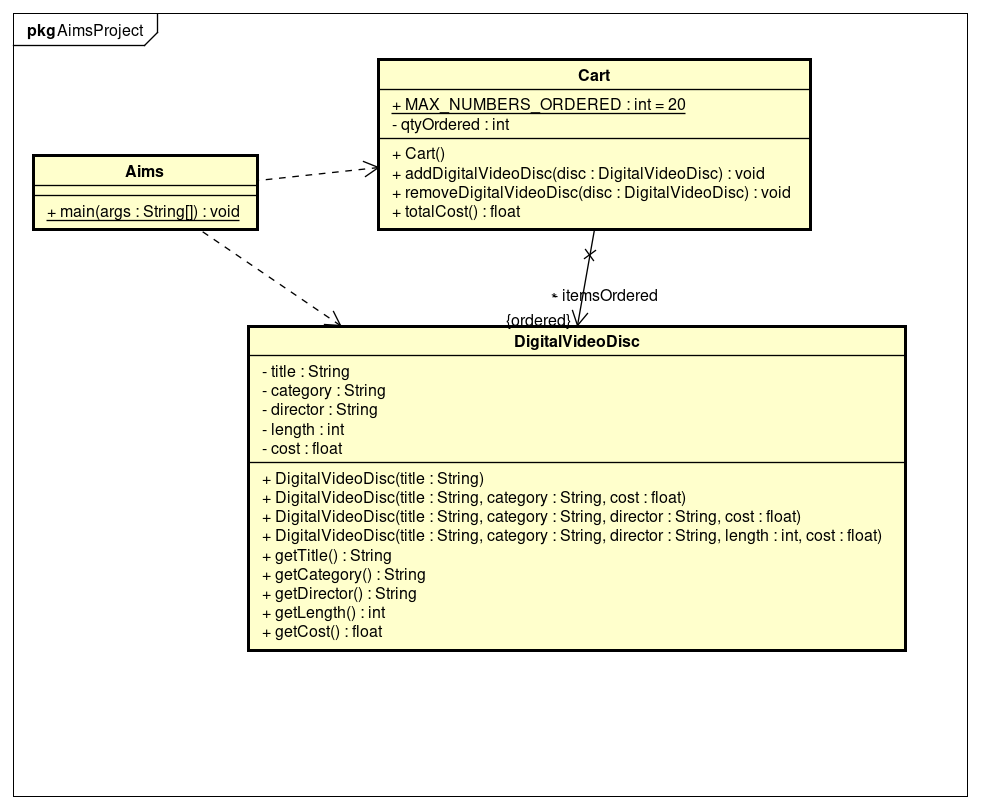 pkg AimsProject
Cart
+ MAX_NUMBERS_ORDERED : int = 20
- qtyOrdered : int
+ Cart()
+ addDigitalVideoDisc(disc : DigitalVideoDisc) : void
+ removeDigitalVideoDisc(disc : DigitalVideoDisc) : void
+ totalCost() : float
Aims
+ main(args : String[]) : void
- itemsOrdered
{ordered}
DigitalVideoDisc
- title : String
- category : String
- director : String
- length : int
- cost : float
+ DigitalVideoDisc(title : String)
+ DigitalVideoDisc(title : String, category : String, cost : float)
+ DigitalVideoDisc(title : String, category : String, director : String, cost : float)
+ DigitalVideoDisc(title : String, category : String, director : String, length : int, cost : float)
+ getTitle() : String
+ getCategory() : String
+ getDirector() : String
+ getLength() : int
+ getCost() : float